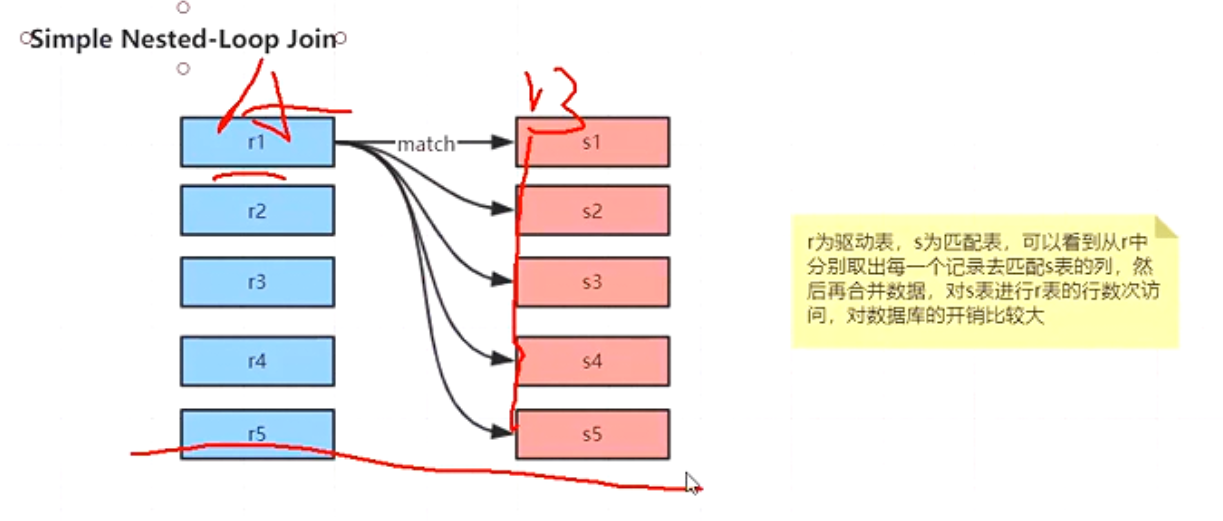 Simple Nested-Loop Join
r1
match
s1
r2
s2
r3
s3
r4
s4
r5
s5
r为驱动表，s为匹配表，可以看到从r中
分别取出每一个记录去匹配s表的列，然
后再合并数据，对s表进行r表的行数次访
问，对数据库的开销比较大